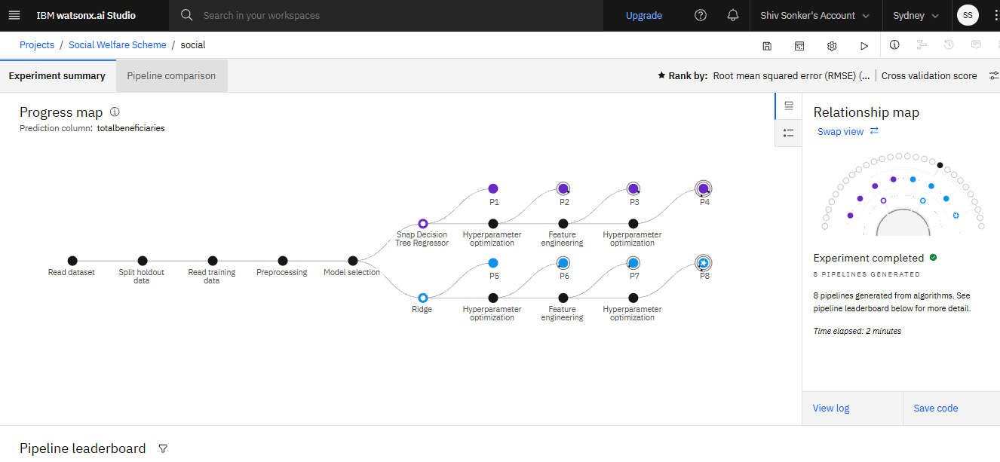 IBM watsonx.ai Studio
Search in your workspaces
Upgrade
Shiv Sonker's Account
Sydney
SS
Projects / Social Welfare Scheme / social
Experiment summary
Pipeline comparison
Rank by: Root mean squared error (RMSE) (... | Cross validation score
Progress map
Prediction column: totalbeneficiaries
P1
P2
P3
P4
Snap Decision
Tree Regressor
Hyperparameter
optimization
Feature
engineering
Hyperparameter
optimization
Read dataset
Split holdout
data
Read training
data
Preprocessing
Model selection
P5
P6
P7
P8
Ridge
Hyperparameter
optimization
Feature
engineering
Hyperparameter
optimization
Relationship map
Swap view
Experiment completed
8 PIPELINES GENERATED
8 pipelines generated from algorithms. See
pipeline leaderboard below for more detail.
Time elapsed: 2 minutes
View log
Save code
Pipeline leaderboard